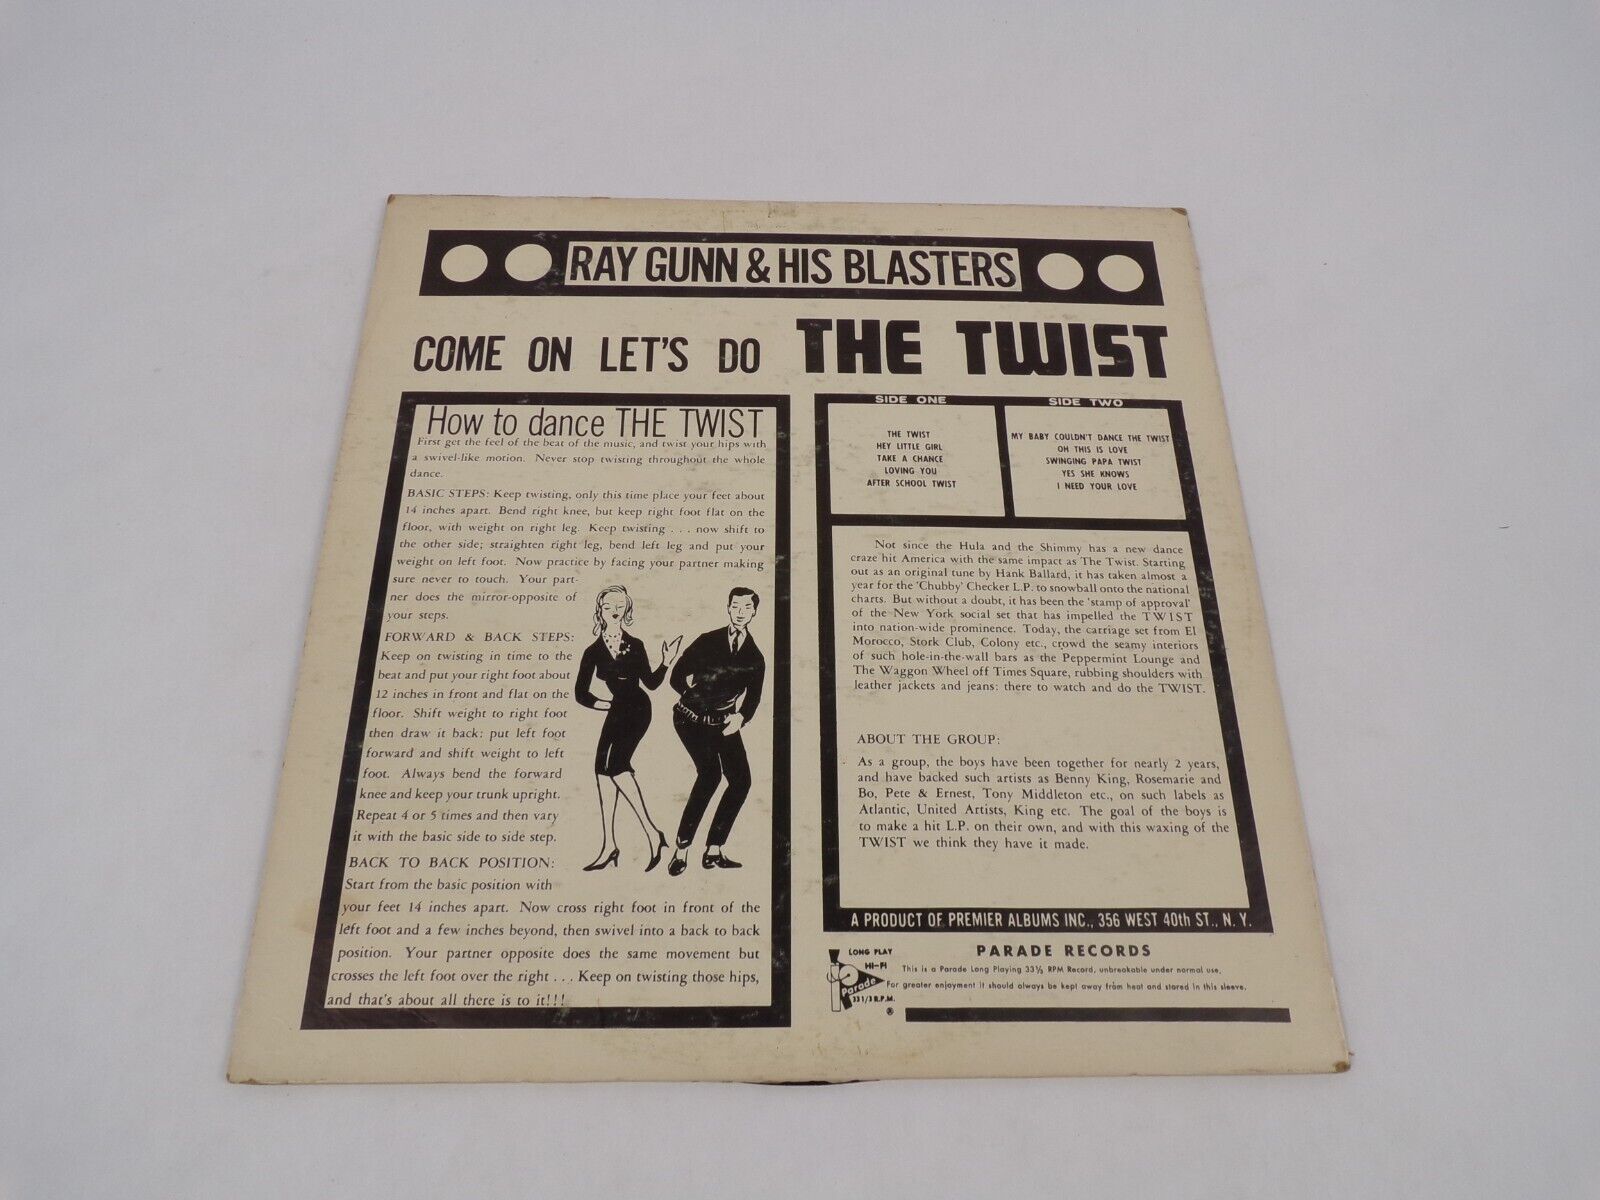 RAY GUNN & HIS BLASTERS
COME ON LET'S DO THE TWIST
How to dance THE TWIST
First get the feel of the beat of the music, and twist your hips with
a swivel-like motion. Never stop twisting throughout the whole
dance.
BASIC STEPS: Keep twisting, only this time place your feet about
14 inches apart. Bend right knee, but keep right foot flat on the
floor, with weight on right leg. Keep twisting . . . now shift to
the other side; straighten right leg, bend left leg and put your
weight on left foot. Now practice by facing your partner making
sure never to touch. Your part-
ner does the mirror-opposite of
your steps.
FORWARD & BACK STEPS:
Keep on twisting in time to the
beat and put your right foot about
12 inches in front and flat on the
floor. Shift weight to right foot
then draw it back: put left foot
forward and shift weight to left
foot. Always bend the forward
knee and keep your trunk upright.
Repeat 4 or 5 times and then vary
it with the basic side to side step.
BACK TO BACK POSITION:
Start from the basic position with
your feet 14 inches apart. Now cross right foot in front of the
left foot and a few inches beyond, then swivel into a back to back
position. Your partner opposite does the same movement but
crosses the left foot over the right . . . Keep on twisting those hips,
and that's about all there is to it!!!
SIDE ONE
THE TWIST
HEY LITTLE GIRL
TAKE A CHANCE
LOVING YOU
AFTER SCHOOL TWIST
SIDE TWO
MY BABY COULDN'T DANCE THE TWIST
OH THIS IS LOVE
SWINGING PAPA TWIST
YES SHE KNOWS
I NEED YOUR LOVE
Not since the Hula and the Shimmy has a new dance
craze hit America with the same impact as The Twist. Starting
out as an original tune by Hank Ballard, it has taken almost a
year for the 'Chubby' Checker L.P. to snowball onto the national
charts. But without a doubt, it has been the 'stamp of approval'
of the New York social set that has impelled the TWIST
into nation-wide prominence. Today, the carriage set from El
Morocco, Stork Club, Colony etc., crowd the seamy interiors
of such hole-in-the-wall bars as the Peppermint Lounge and
The Waggon Wheel off Times Square, rubbing shoulders with
leather jackets and jeans: there to watch and do the TWIST.
ABOUT THE GROUP:
As a group, the boys have been together for nearly 2 years,
and have backed such artists as Benny King, Rosemarie and
Bo, Pete & Ernest, Tony Middleton etc., on such labels as
Atlantic, United Artists, King etc. The goal of the boys is
to make a hit L.P. on their own, and with this waxing of the
TWIST we think they have it made.
A PRODUCT OF PREMIER ALBUMS INC., 356 WEST 40th ST., N. Y.
LONG PLAY
HI-FI
Parade
33 1/3 R.P.M.
®
PARADE RECORDS
This is a Parade Long Playing 33⅓ RPM Record, unbreakable under normal use.
For greater enjoyment it should always be kept away from heat and stored in this sleeve.